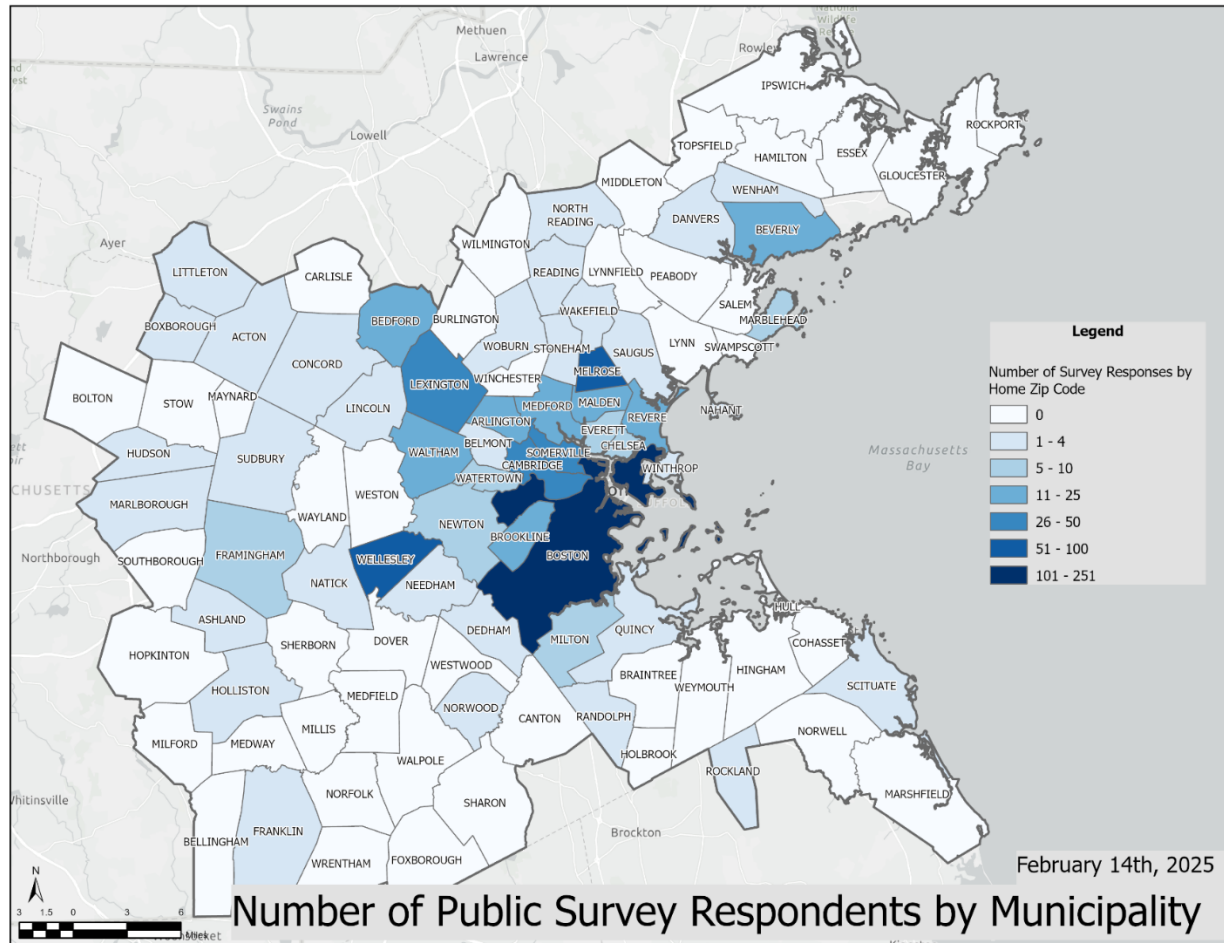 National
Wildlife
Methuen
Rowley
Lawrence
IPSWICH
Swains
Pond
Lowell
ROCKPORT
TOPSFIELD
HAMILTON
ESSEX
GLOUCESTER
MIDDLETON
WENHAM
NORTH
READING
DANVERS
BEVERLY
Ayer
WILMINGTON
LITTLETON
CARLISLE
READING
LYNNFIELD
PEABODY
SALEM
MARBLEHEAD
BEDFORD
BURLINGTON
WAKEFIELD
BOXBOROUGH
ACTON
CONCORD
WOBURN
STONEHAM
SAUGUS
LYNN
SWAMPSCOTT
MELROSE
LEXINGTON
WINCHESTER
BOLTON
STOW
MAYNARD
LINCOLN
MEDFORD
MALDEN
NAHANT
ARLINGTON
REVERE
EVERETT
BELMONT
CHELSEA
HUDSON
SUDBURY
WALTHAM
SOMERVILLE
CAMBRIDGE
WINTHROP
Massachusetts
Bay
WATERTOWN
WESTON
CHUSETTS
MARLBOROUGH
WAYLAND
NEWTON
BROOKLINE
BOSTON
Northborough
SOUTHBOROUGH
FRAMINGHAM
WELLESLEY
NATICK
NEEDHAM
ASHLAND
DEDHAM
MILTON
QUINCY
HULL
SHERBORN
DOVER
COHASSET
HOPKINTON
WESTWOOD
BRAINTREE
WEYMOUTH
HINGHAM
HOLLISTON
MEDFIELD
NORWOOD
SCITUATE
CANTON
RANDOLPH
MILFORD
MEDWAY
MILLIS
NORWELL
HOLBROOK
WALPOLE
ROCKLAND
Whitinsville
NORFOLK
SHARON
MARSHFIELD
FRANKLIN
Brockton
BELLINGHAM
WRENTHAM
FOXBOROUGH
Legend
Number of Survey Responses by
Home Zip Code
0
1 - 4
5 - 10
11 - 25
26 - 50
51 - 100
101 - 251
N
3 1.5 0 3 6
Miles
February 14th, 2025
Number of Public Survey Respondents by Municipality